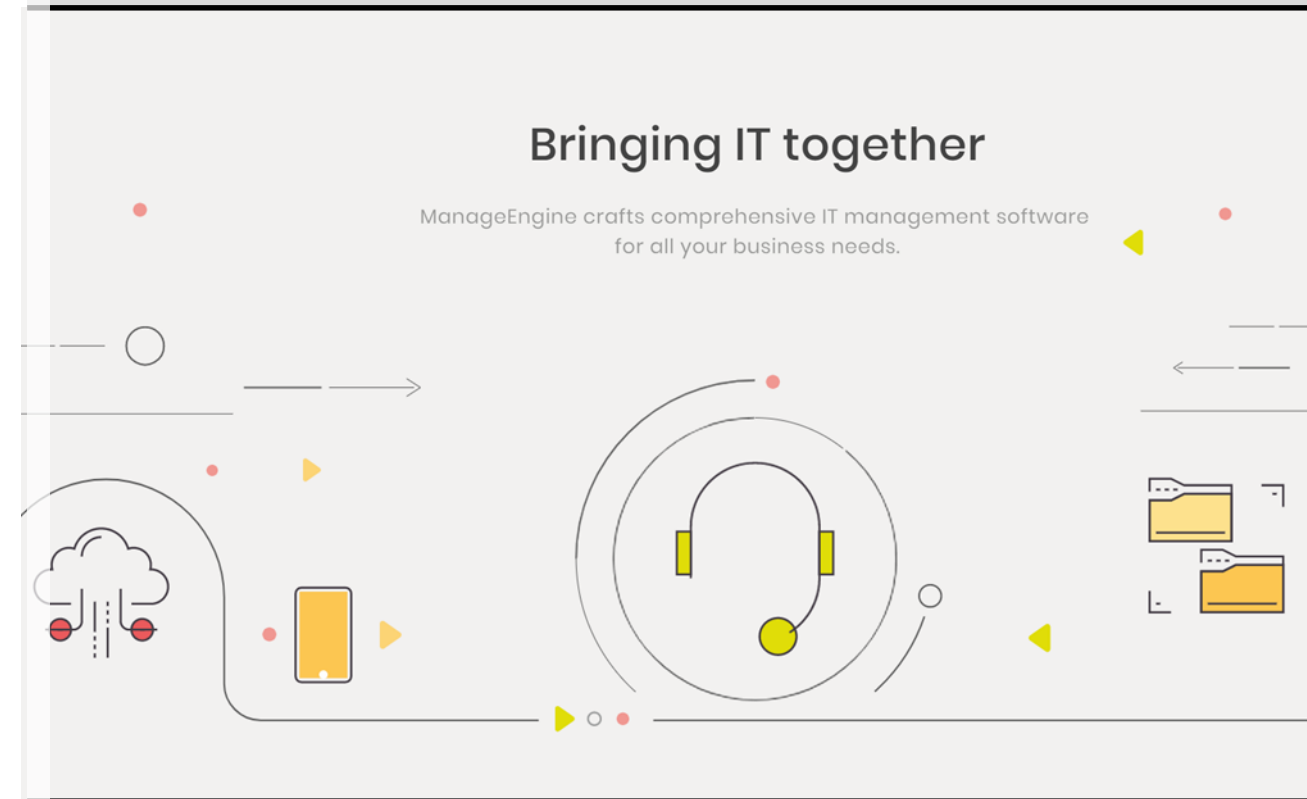 Bringing IT together
ManageEngine crafts comprehensive IT management software
for all your business needs.